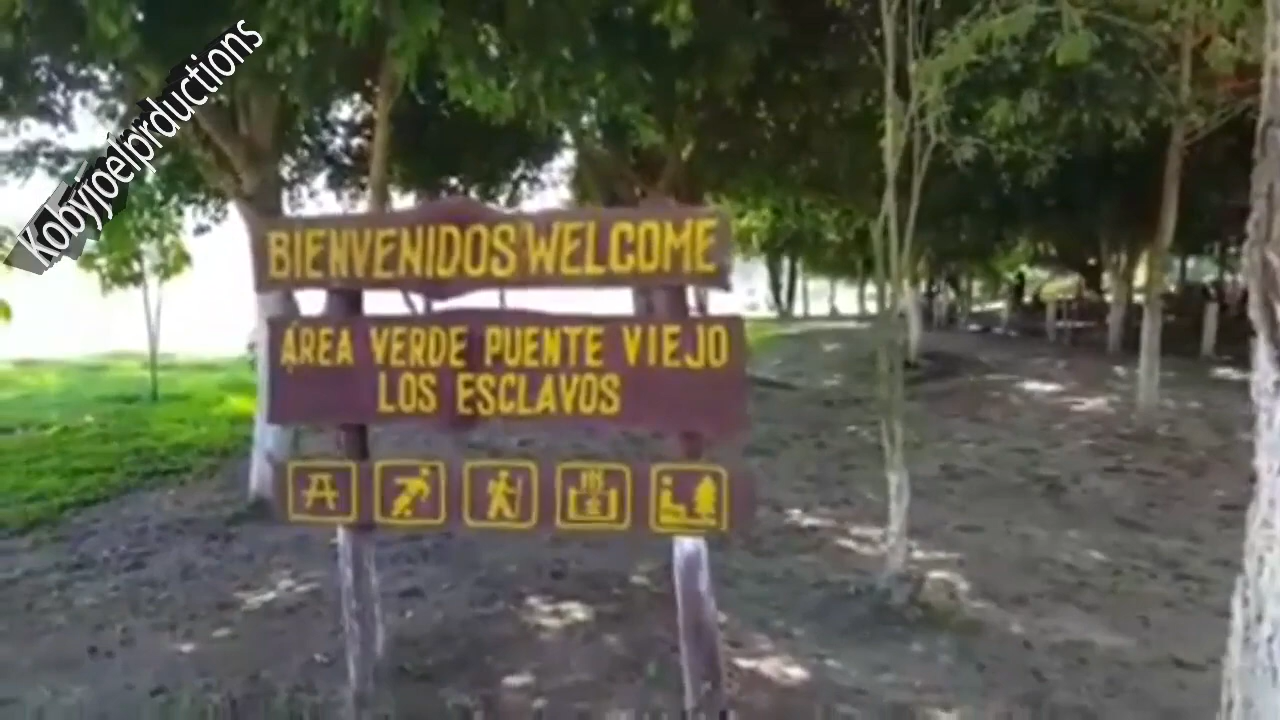 Kobyjoelprductions
BIENVENIDOS WELCOME
ÁREA VERDE PUENTE VIEJO
LOS ESCLAVOS